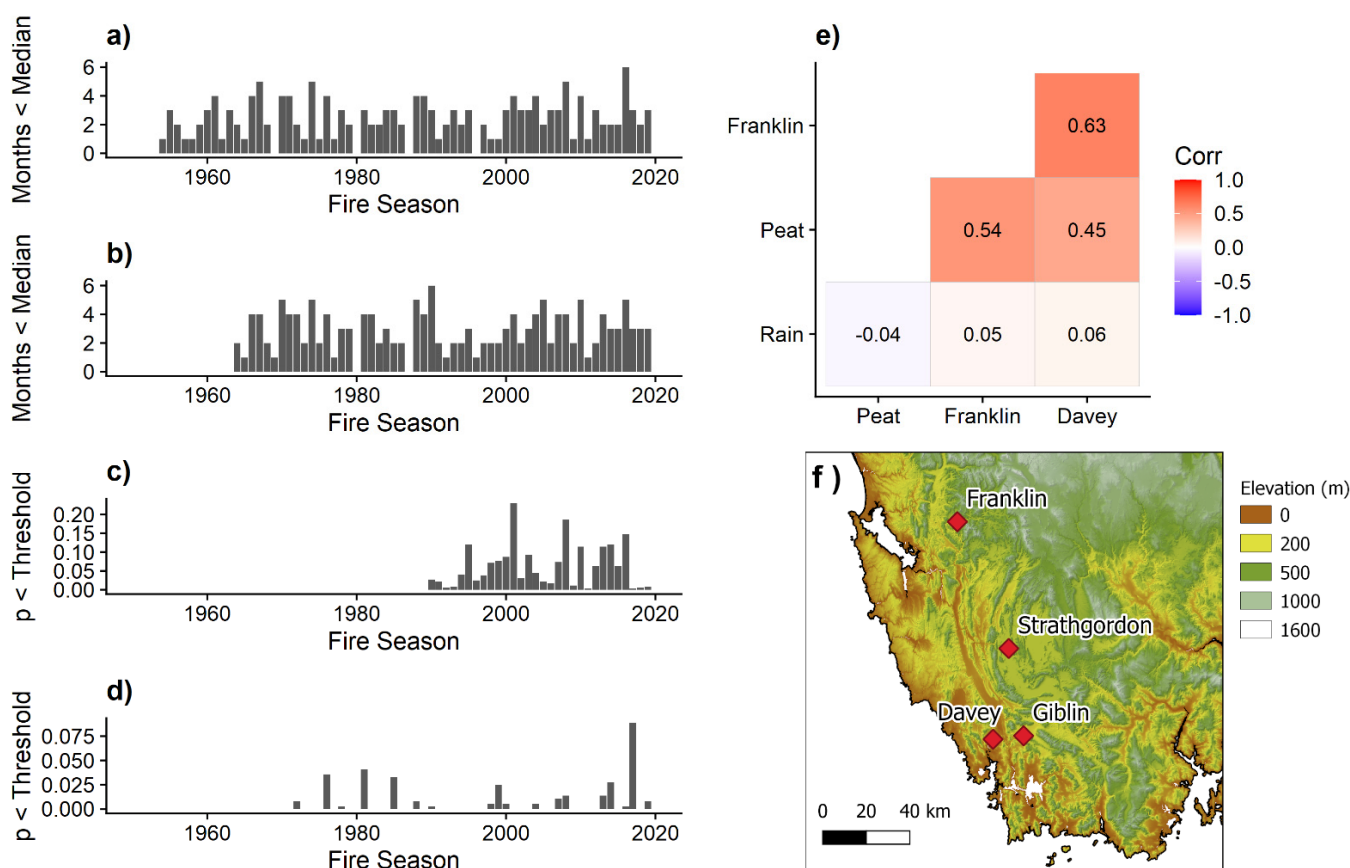 a)
Months < Median
6
4
2
0
1960 1980 2000 2020
Fire Season
b)
Months < Median
6
4
2
0
1960 1980 2000 2020
Fire Season
c)
p < Threshold
0.20
0.15
0.10
0.05
0.00
1960 1980 2000 2020
Fire Season
d)
p < Threshold
0.075
0.050
0.025
0.000
1960 1980 2000 2020
Fire Season
e)
Franklin 0.63
Peat 0.54 0.45
Rain -0.04 0.05 0.06
Peat Franklin Davey
Corr
1.0
0.5
0.0
-0.5
-1.0
f )
Franklin
Strathgordon
Davey Giblin
0 20 40 km
Elevation (m)
0
200
500
1000
1600